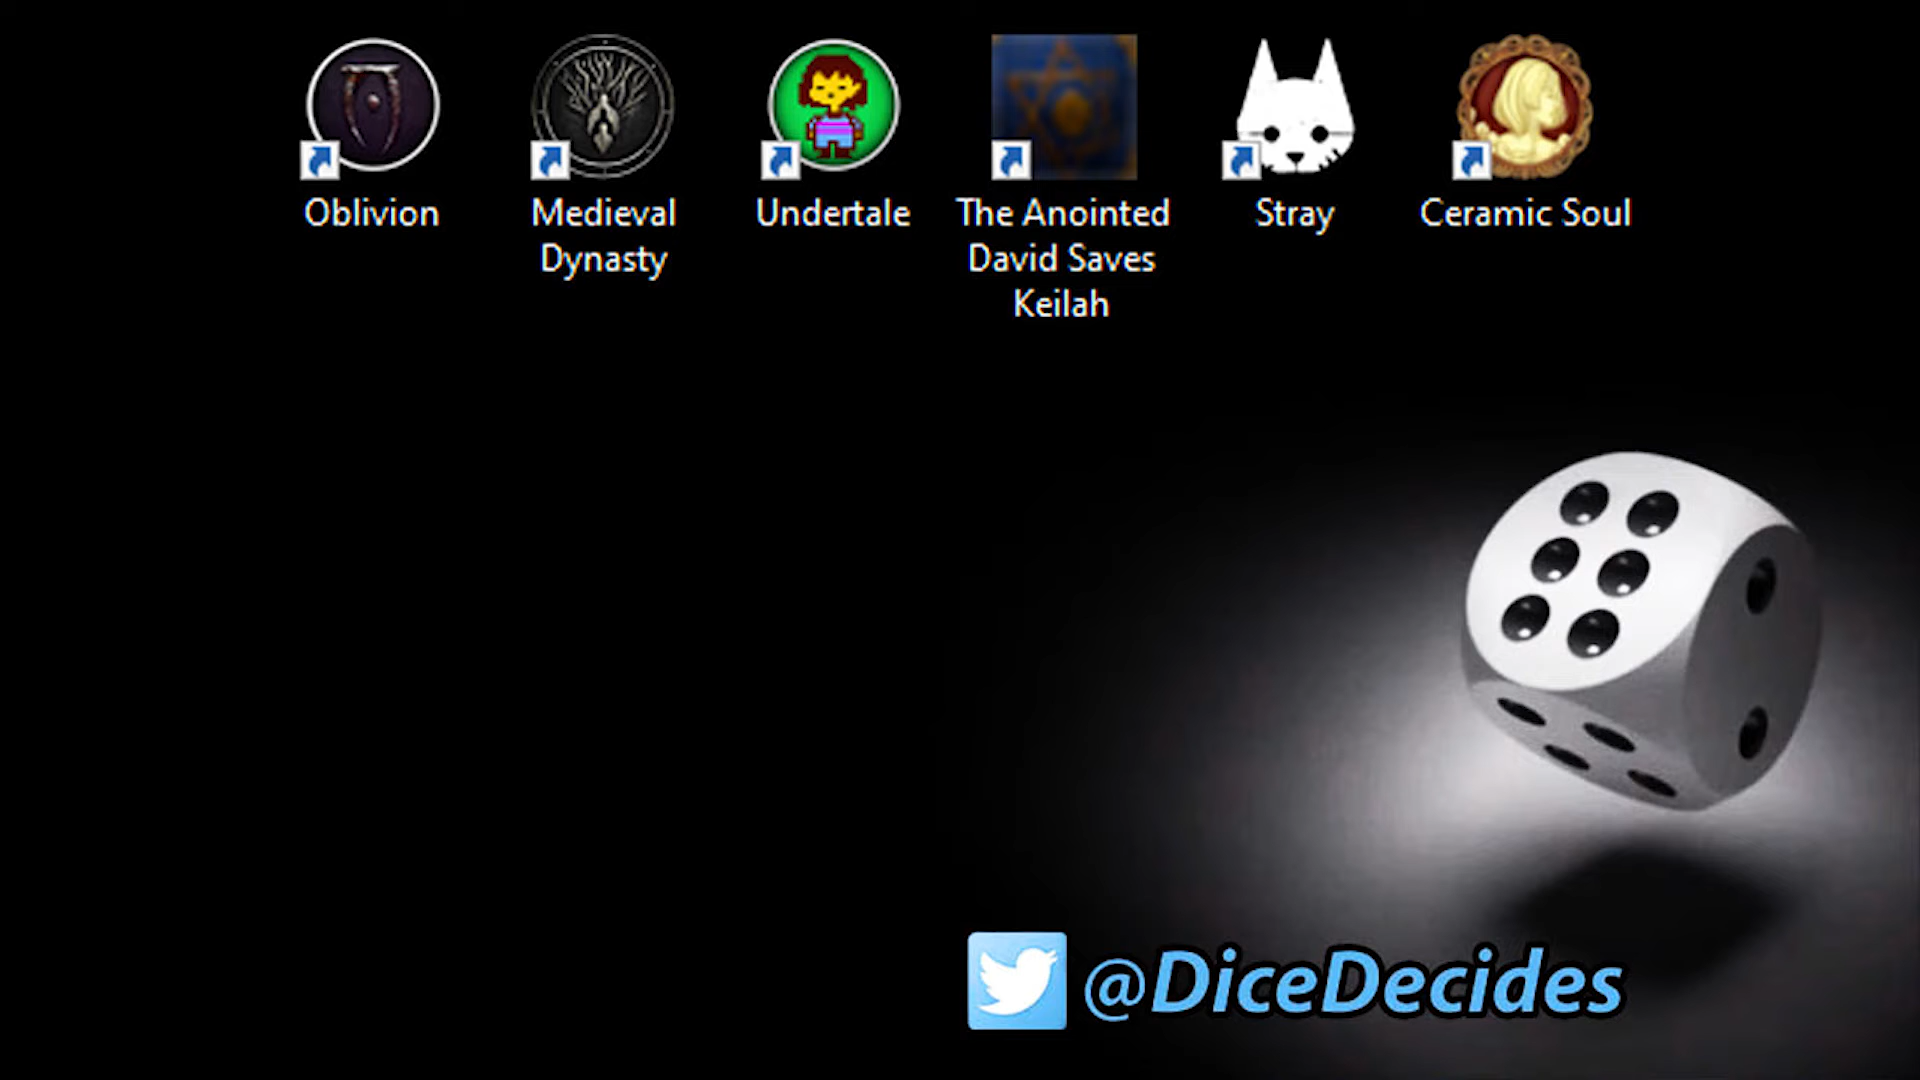 Oblivion
Medieval
Dynasty
Undertale
The Anointed
David Saves
Keilah
Stray
Ceramic Soul
@DiceDecides